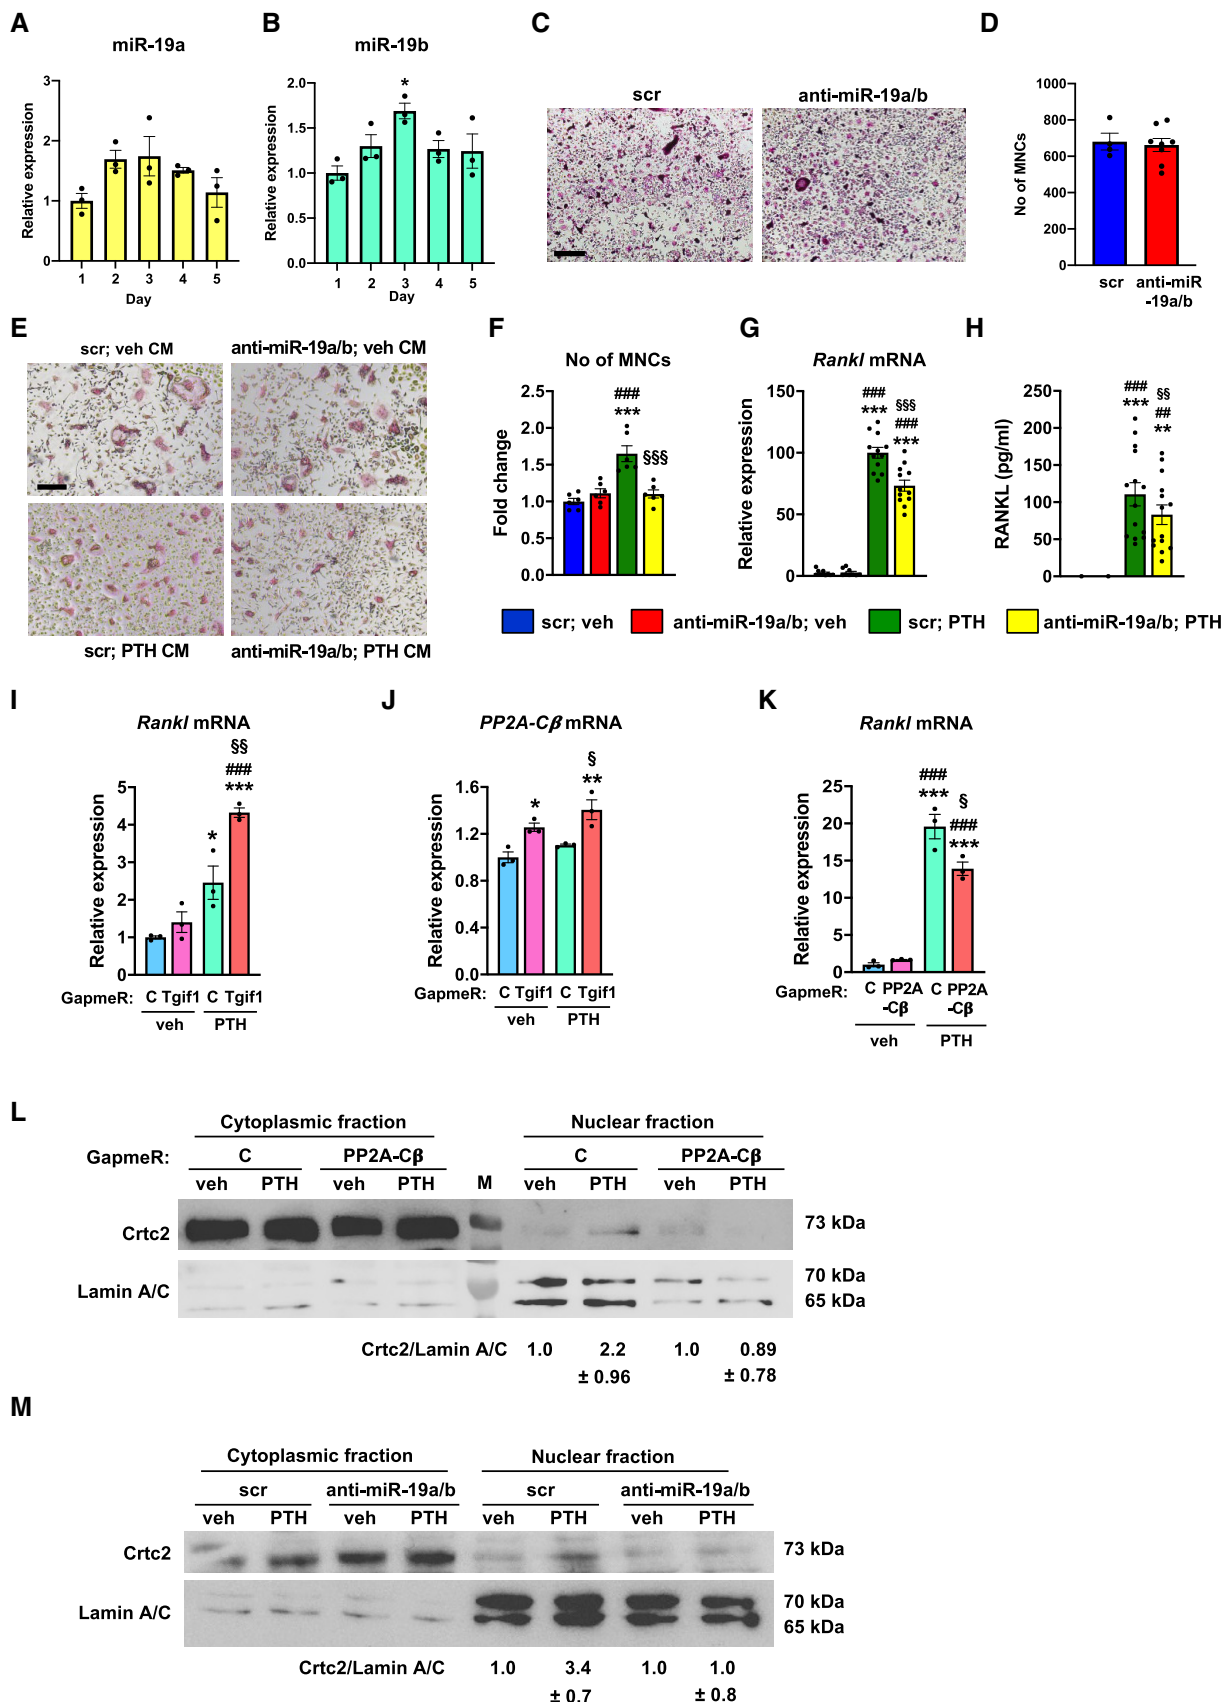 A
miR-19a
Relative expression
3
2
1
0
1 2 3 4 5
Day
B
miR-19b
*
Relative expression
2.0
1.5
1.0
0.5
0.0
1 2 3 4 5
Day
C
scr
anti-miR-19a/b
D
No of MNCs
1000
800
600
400
200
0
scr anti-miR
-19a/b
E
scr; veh CM
anti-miR-19a/b; veh CM
scr; PTH CM
anti-miR-19a/b; PTH CM
F
No of MNCs
###
***
§§§
Fold change
2.5
2.0
1.5
1.0
0.5
0.0
G
Rankl mRNA
###
***
§§§
###
***
Relative expression
150
100
50
0
H
###
***
§§
##
**
RANKL (pg/ml)
250
200
150
100
50
0
scr; veh
anti-miR-19a/b; veh
scr; PTH
anti-miR-19a/b; PTH
I
Rankl mRNA
*
§§
###
***
Relative expression
5
4
3
2
1
0
GapmeR: C Tgif1 C Tgif1
veh PTH
J
PP2A-Cβ mRNA
*
§
**
Relative expression
1.6
1.2
0.8
0.4
0.0
GapmeR: C Tgif1 C Tgif1
veh PTH
K
Rankl mRNA
###
***
§
###
***
Relative expression
25
20
15
10
5
0
GapmeR: C PP2A C PP2A
-Cβ -Cβ
veh PTH
L
Cytoplasmic fraction Nuclear fraction
GapmeR: C PP2A-Cβ C PP2A-Cβ
veh PTH veh PTH M veh PTH veh PTH
Crtc2 73 kDa
Lamin A/C 70 kDa
65 kDa
Crtc2/Lamin A/C 1.0 2.2 1.0 0.89
± 0.96 ± 0.78
M
Cytoplasmic fraction Nuclear fraction
scr anti-miR-19a/b scr anti-miR-19a/b
veh PTH veh PTH veh PTH veh PTH
Crtc2 73 kDa
Lamin A/C 70 kDa
65 kDa
Crtc2/Lamin A/C 1.0 3.4 1.0 1.0
± 0.7 ± 0.8